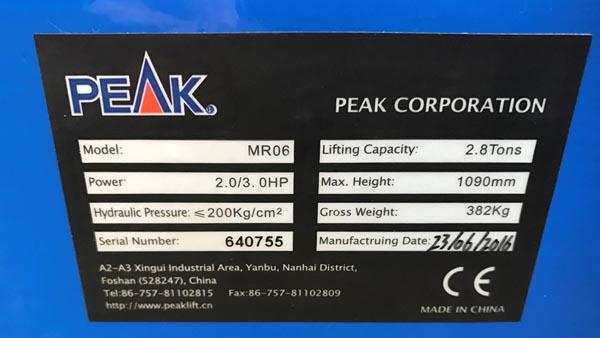 PEAK®
PEAK CORPORATION
Model: MR06
Lifting Capacity: 2.8Tons
Power: 2.0/3.0HP
Max. Height: 1090mm
Hydraulic Pressure: ≤200Kg/cm²
Gross Weight: 382Kg
Serial Number: 640755
Manufactruing Date: 23/06/2016
A2-A3 Xingui Industrial Area, Yanbu, Nanhai District,
Foshan (528247), China
Tel:86-757-81102815 Fax:86-757-81102809
http://www.peaklift.cn
CE
MADE IN CHINA